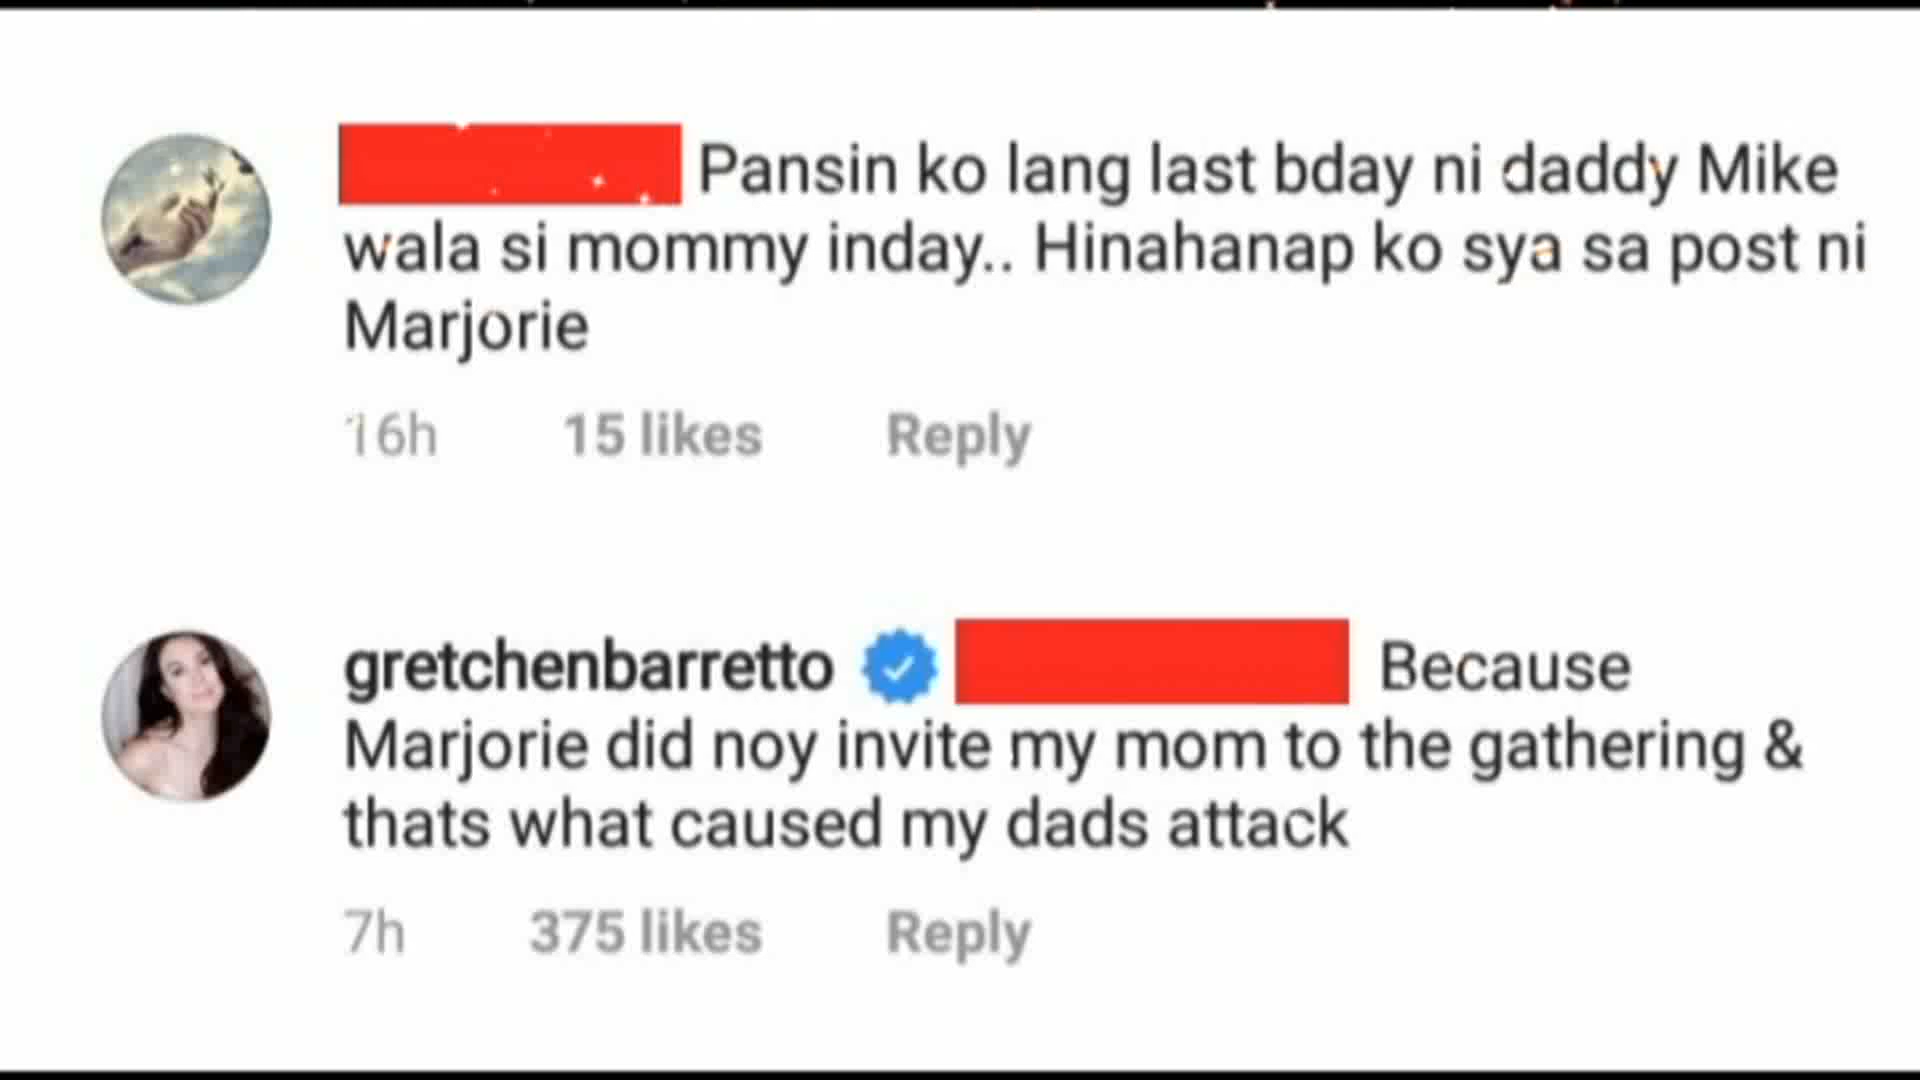 Pansin ko lang last bday ni daddy Mike
wala si mommy inday.. Hinahanap ko sya sa post ni
Marjorie
16h 15 likes Reply
gretchenbarretto Because
Marjorie did noy invite my mom to the gathering &
thats what caused my dads attack
7h 375 likes Reply